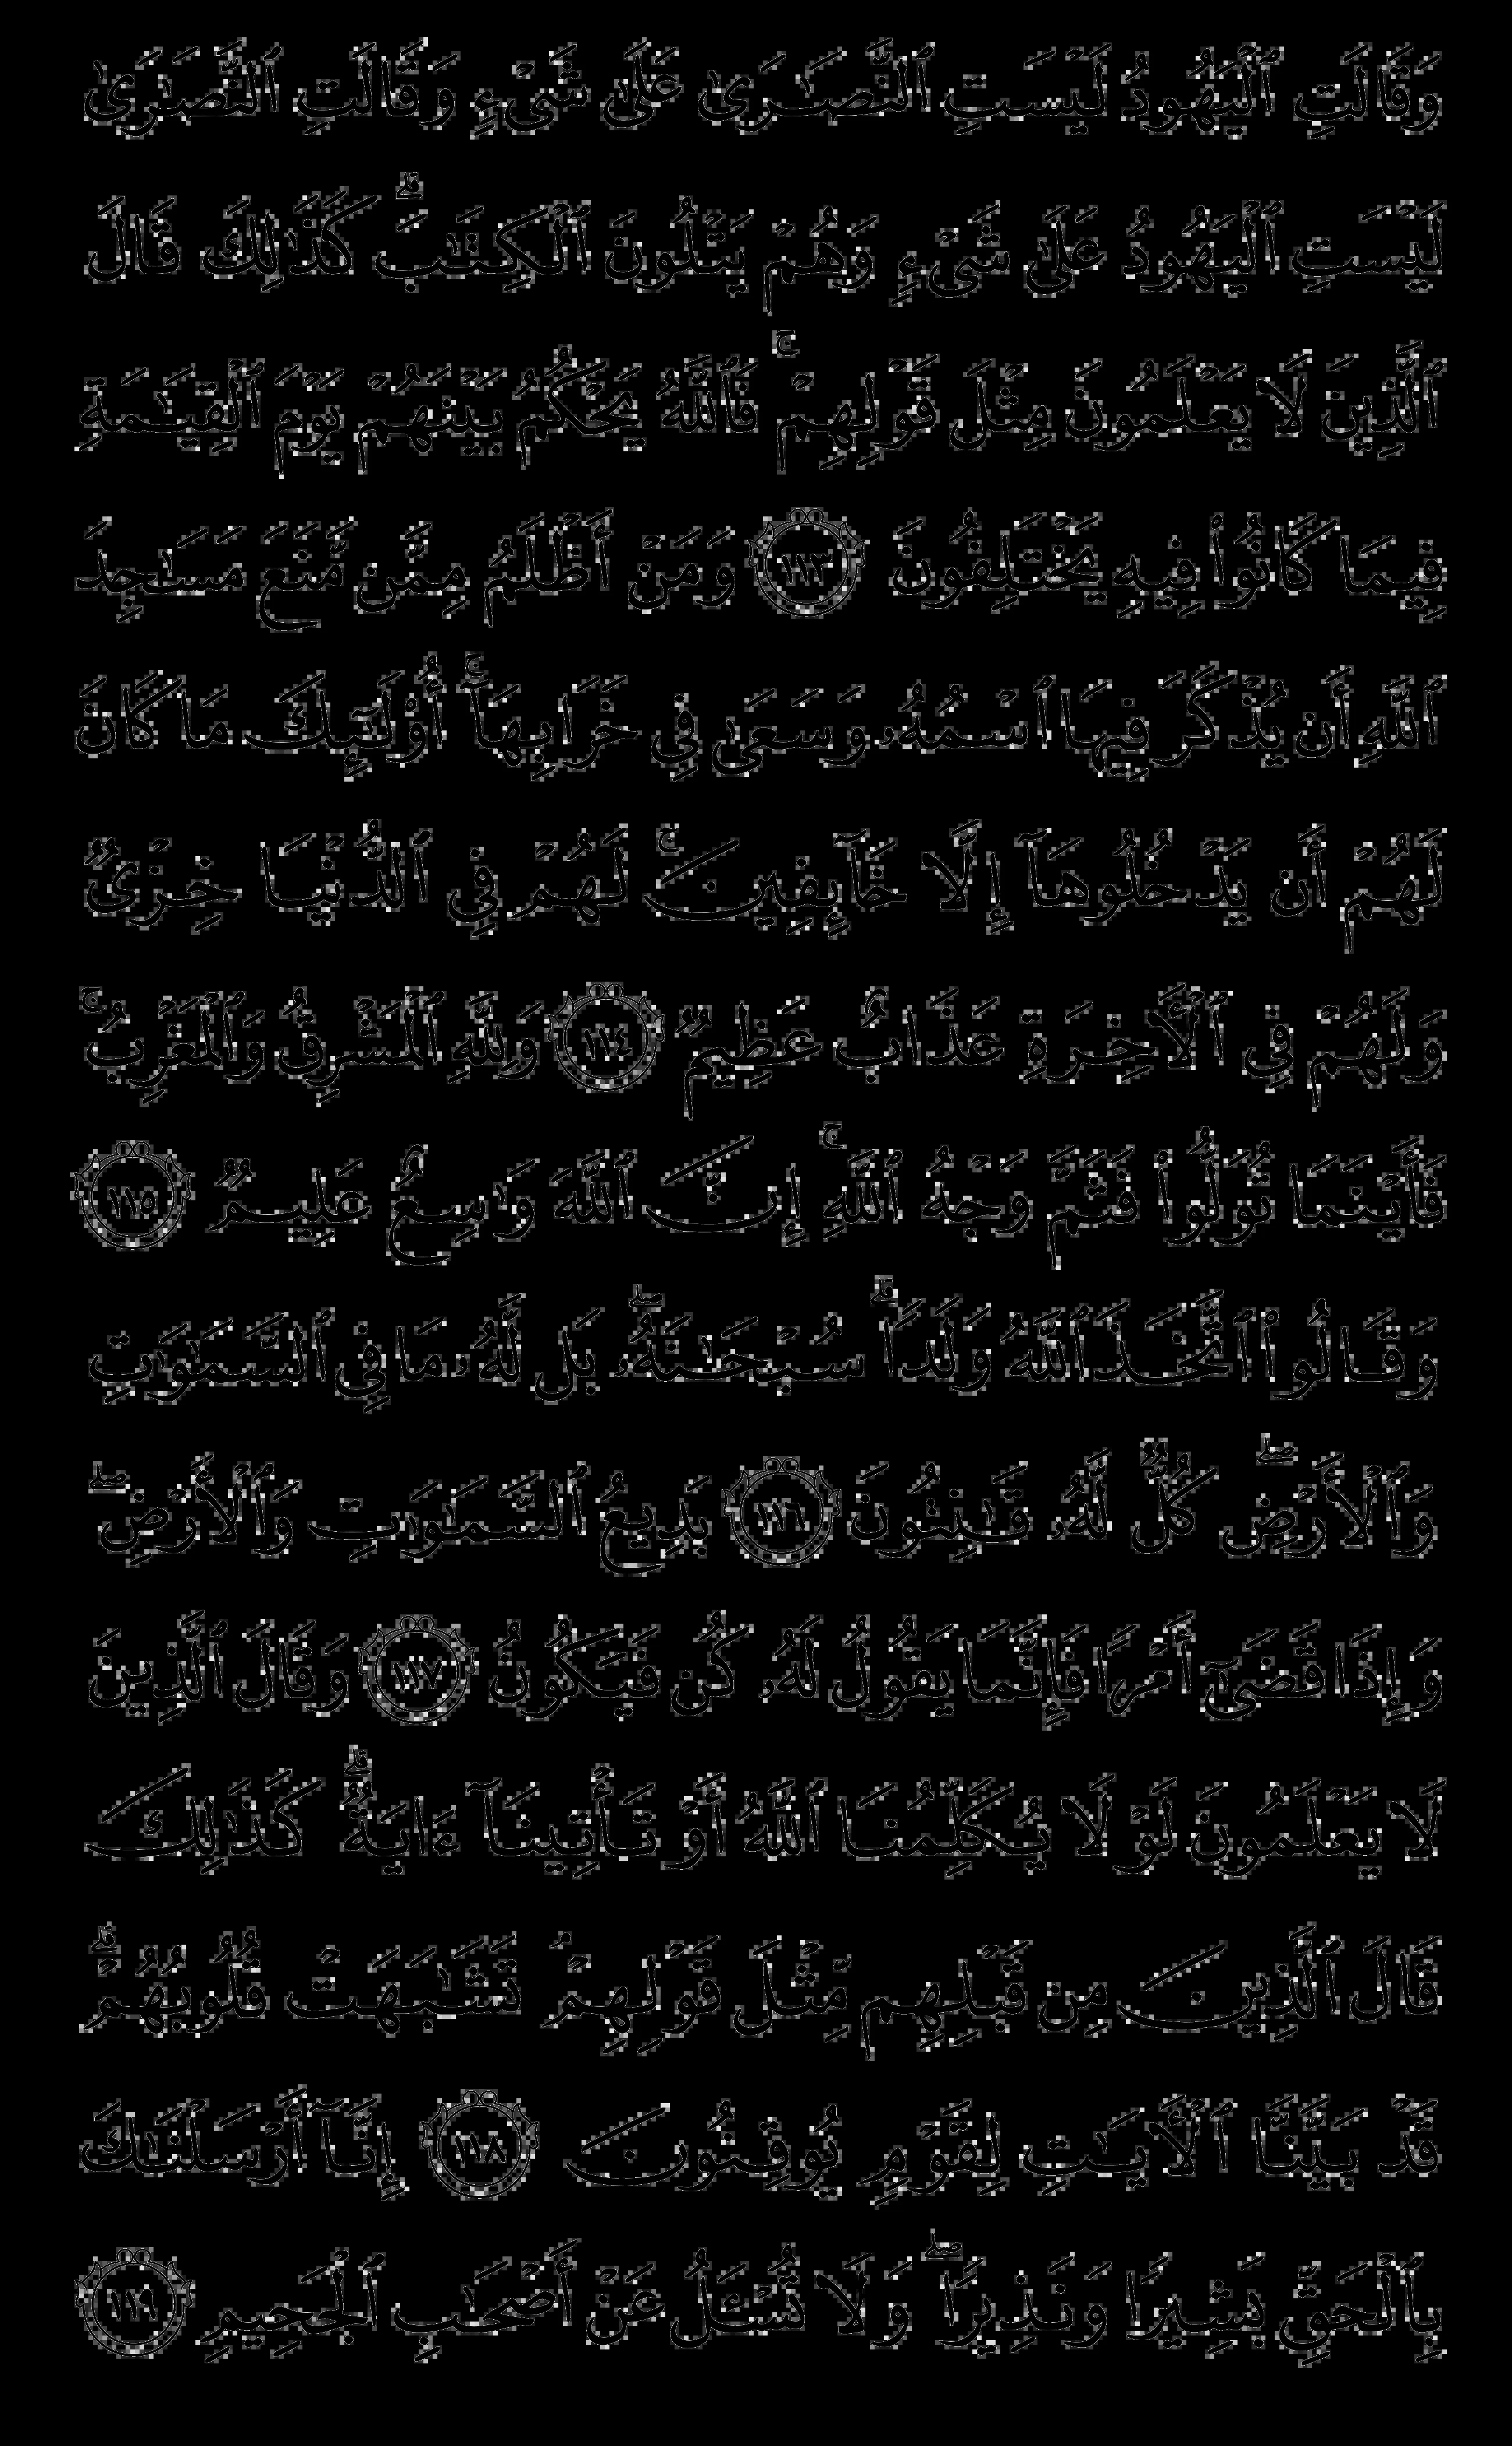 وَقَالَتِ ٱلْيَهُودُ لَيْسَتِ ٱلنَّصَـٰرَىٰ عَلَىٰ شَىْءٍ وَقَالَتِ ٱلنَّصَـٰرَىٰ
لَيْسَتِ ٱلْيَهُودُ عَلَىٰ شَىْءٍ وَهُمْ يَتْلُونَ ٱلْكِتَـٰبَ ۗ كَذَٰلِكَ قَالَ
ٱلَّذِينَ لَا يَعْلَمُونَ مِثْلَ قَوْلِهِمْ ۚ فَٱللَّهُ يَحْكُمُ بَيْنَهُمْ يَوْمَ ٱلْقِيَـٰمَةِ
فِيمَا كَانُوا۟ فِيهِ يَخْتَلِفُونَ ١١٣ وَمَنْ أَظْلَمُ مِمَّن مَّنَعَ مَسَـٰجِدَ
ٱللَّهِ أَن يُذْكَرَ فِيهَا ٱسْمُهُۥ وَسَعَىٰ فِى خَرَابِهَآ ۚ أُو۟لَـٰٓئِكَ مَا كَانَ
لَهُمْ أَن يَدْخُلُوهَآ إِلَّا خَآئِفِينَ ۚ لَهُمْ فِى ٱلدُّنْيَا خِزْىٌ
وَلَهُمْ فِى ٱلْـَٔاخِرَةِ عَذَابٌ عَظِيمٌ ١١٤ وَلِلَّهِ ٱلْمَشْرِقُ وَٱلْمَغْرِبُ ۚ
فَأَيْنَمَا تُوَلُّوا۟ فَثَمَّ وَجْهُ ٱللَّهِ ۚ إِنَّ ٱللَّهَ وَٰسِعٌ عَلِيمٌ ١١٥
وَقَالُوا۟ ٱتَّخَذَ ٱللَّهُ وَلَدًا ۗ سُبْحَـٰنَهُۥ ۖ بَل لَّهُۥ مَا فِى ٱلسَّمَـٰوَٰتِ
وَٱلْأَرْضِ ۖ كُلٌّ لَّهُۥ قَـٰنِتُونَ ١١٦ بَدِيعُ ٱلسَّمَـٰوَٰتِ وَٱلْأَرْضِ ۖ
وَإِذَا قَضَىٰٓ أَمْرًا فَإِنَّمَا يَقُولُ لَهُۥ كُن فَيَكُونُ ١١٧ وَقَالَ ٱلَّذِينَ
لَا يَعْلَمُونَ لَوْلَا يُكَلِّمُنَا ٱللَّهُ أَوْ تَأْتِينَآ ءَايَةٌ ۗ كَذَٰلِكَ
قَالَ ٱلَّذِينَ مِن قَبْلِهِم مِّثْلَ قَوْلِهِمْ ۘ تَشَـٰبَهَتْ قُلُوبُهُمْ ۗ
قَدْ بَيَّنَّا ٱلْـَٔايَـٰتِ لِقَوْمٍ يُوقِنُونَ ١١٨ إِنَّآ أَرْسَلْنَـٰكَ
بِٱلْحَقِّ بَشِيرًا وَنَذِيرًا ۖ وَلَا تُسْـَٔلُ عَنْ أَصْحَـٰبِ ٱلْجَحِيمِ ١١٩